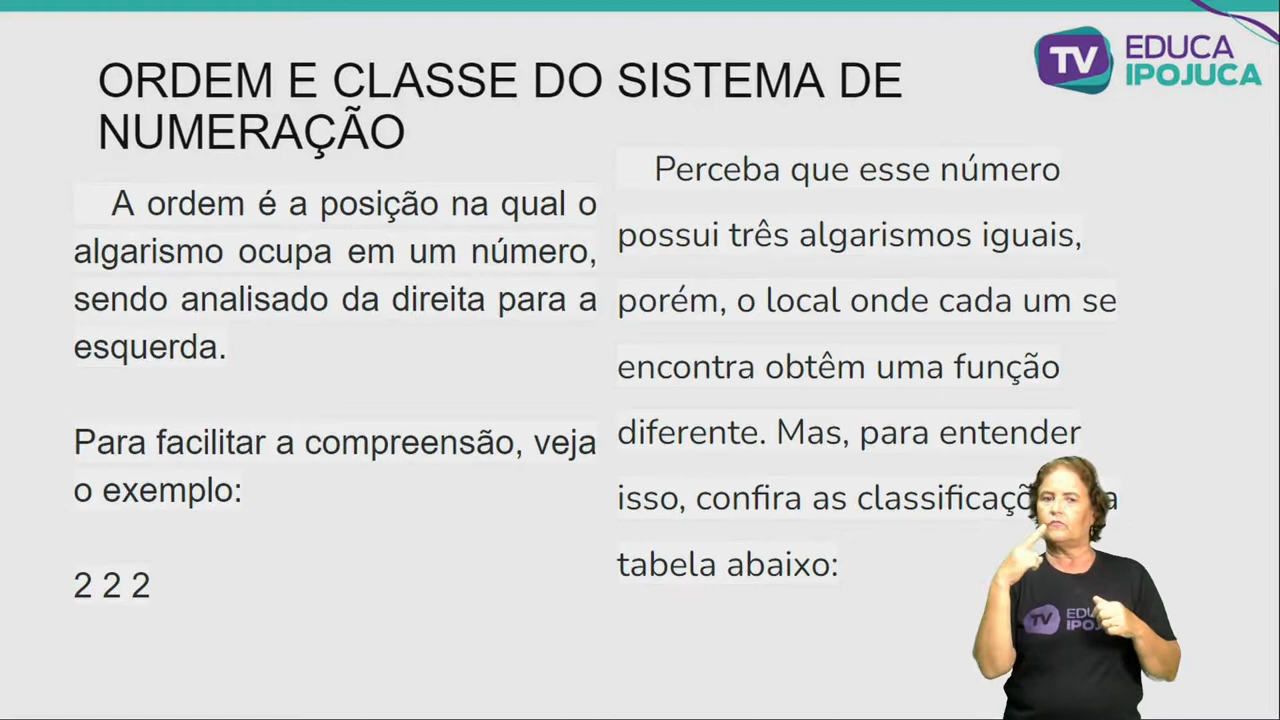 TV EDUCA
IPOJUCA
ORDEM E CLASSE DO SISTEMA DE
NUMERAÇÃO
A ordem é a posição na qual o
algarismo ocupa em um número,
sendo analisado da direita para a
esquerda.
Para facilitar a compreensão, veja
o exemplo:
2 2 2
Perceba que esse número
possui três algarismos iguais,
porém, o local onde cada um se
encontra obtêm uma função
diferente. Mas, para entender
isso, confira as
tabela abaixo:
TV